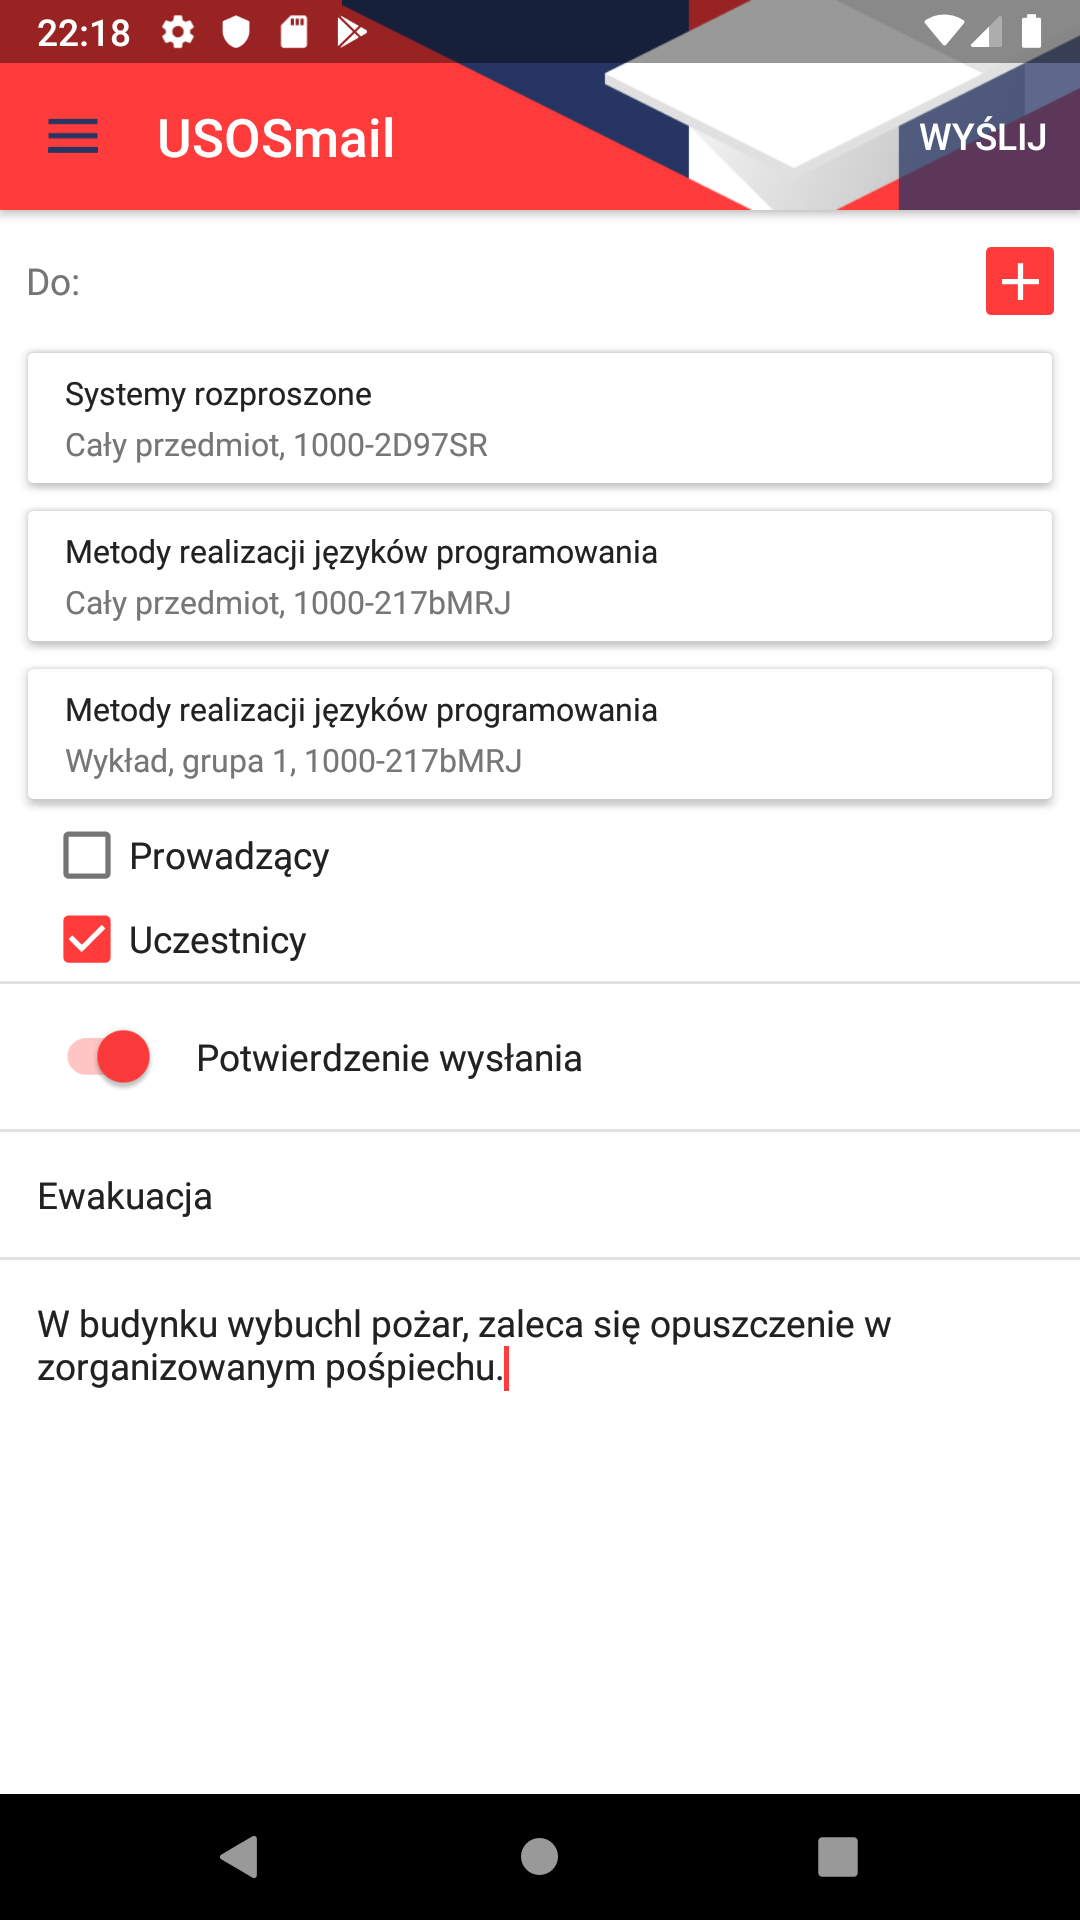 22:18
USOSmail
WYŚLIJ
Do:
Systemy rozproszone
Cały przedmiot, 1000-2D97SR
Metody realizacji języków programowania
Cały przedmiot, 1000-217bMRJ
Metody realizacji języków programowania
Wykład, grupa 1, 1000-217bMRJ
Prowadzący
Uczestnicy
Potwierdzenie wysłania
Ewakuacja
W budynku wybuchl pożar, zaleca się opuszczenie w
zorganizowanym pośpiechu.